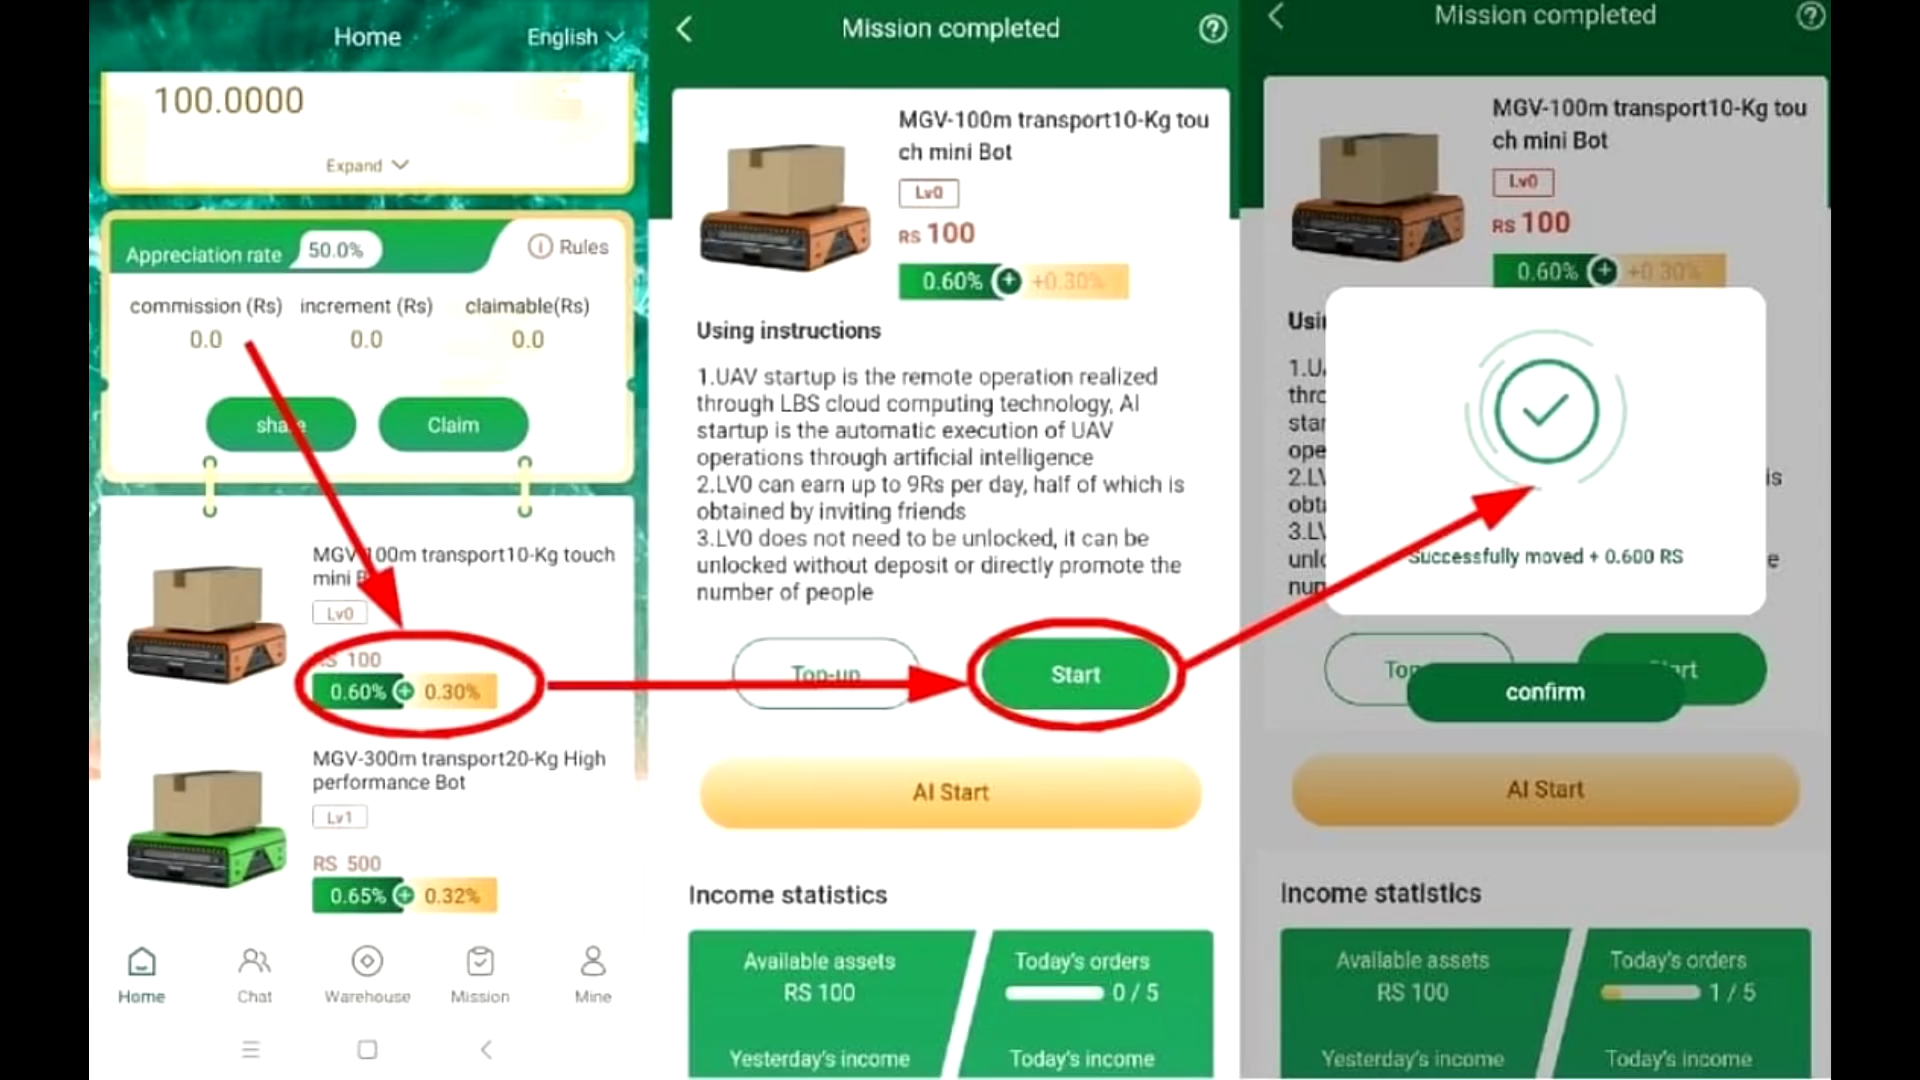 Home
English
100.0000
Expand
Appreciation rate 50.0%
Rules
commission (Rs) increment (Rs) claimable(Rs)
0.0 0.0 0.0
share
Claim
MGV-100m transport10-Kg touch
mini B
Lv0
RS 100
0.60% + 0.30%
MGV-300m transport20-Kg High
performance Bot
Lv1
RS 500
0.65% + 0.32%
Home
Chat
Warehouse
Mission
Mine
Mission completed
MGV-100m transport10-Kg tou
ch mini Bot
Lv0
RS 100
0.60% + +0.30%
Using instructions
1.UAV startup is the remote operation realized
through LBS cloud computing technology, AI
startup is the automatic execution of UAV
operations through artificial intelligence
2.LV0 can earn up to 9Rs per day, half of which is
obtained by inviting friends
3.LV0 does not need to be unlocked, it can be
unlocked without deposit or directly promote the
number of people
Top-up
Start
AI Start
Income statistics
Available assets
RS 100
Today's orders
0 / 5
Yesterday's income
Today's income
Mission completed
MGV-100m transport10-Kg tou
ch mini Bot
Lv0
RS 100
0.60% + +0.30%
Successfully moved + 0.600 RS
confirm
AI Start
Income statistics
Available assets
RS 100
Today's orders
1 / 5
Yesterday's income
Today's income